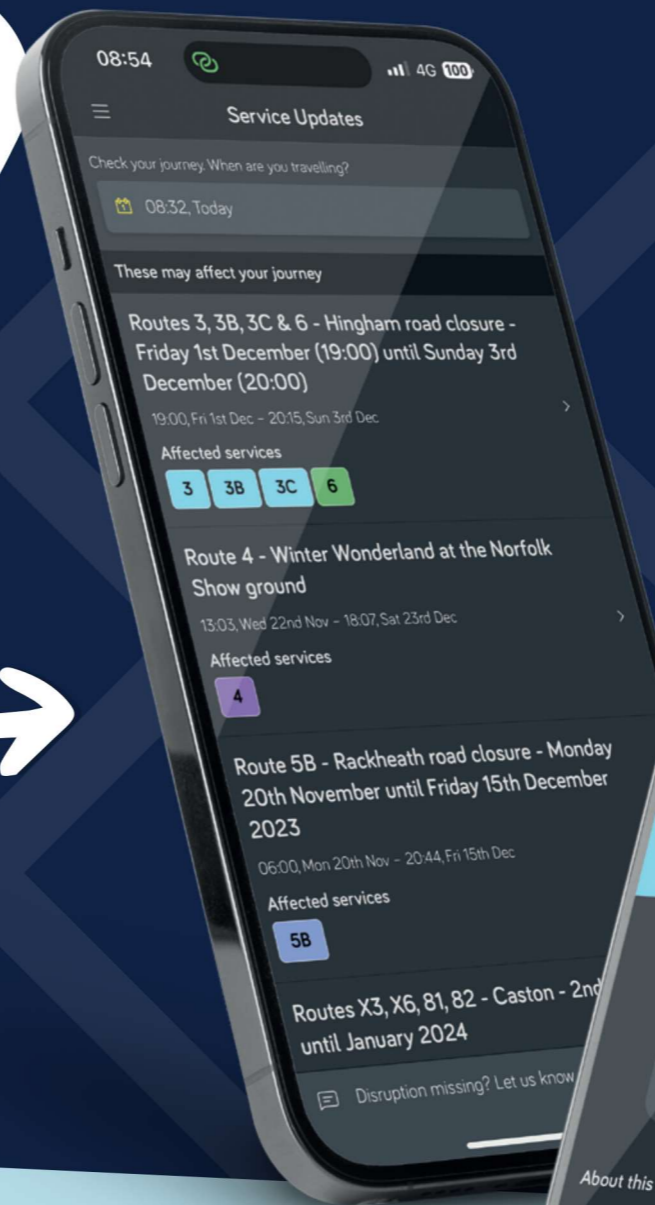 08:54
4G 100
Service Updates
Check your journey. When are you travelling?
1
08:32, Today
These may affect your journey
Routes 3, 3B, 3C & 6 - Hingham road closure -
Friday 1st December (19:00) until Sunday 3rd
December (20:00)
19:00, Fri 1st Dec – 20:15, Sun 3rd Dec
Affected services
3 3B 3C 6
Route 4 - Winter Wonderland at the Norfolk
Show ground
13:03, Wed 22nd Nov – 18:07, Sat 23rd Dec
Affected services
4
Route 5B - Rackheath road closure - Monday
20th November until Friday 15th December
2023
06:00, Mon 20th Nov – 20:44, Fri 15th Dec
Affected services
5B
Routes X3, X6, 81, 82 - Caston - 2nd
until January 2024
Disruption missing? Let us know
About this